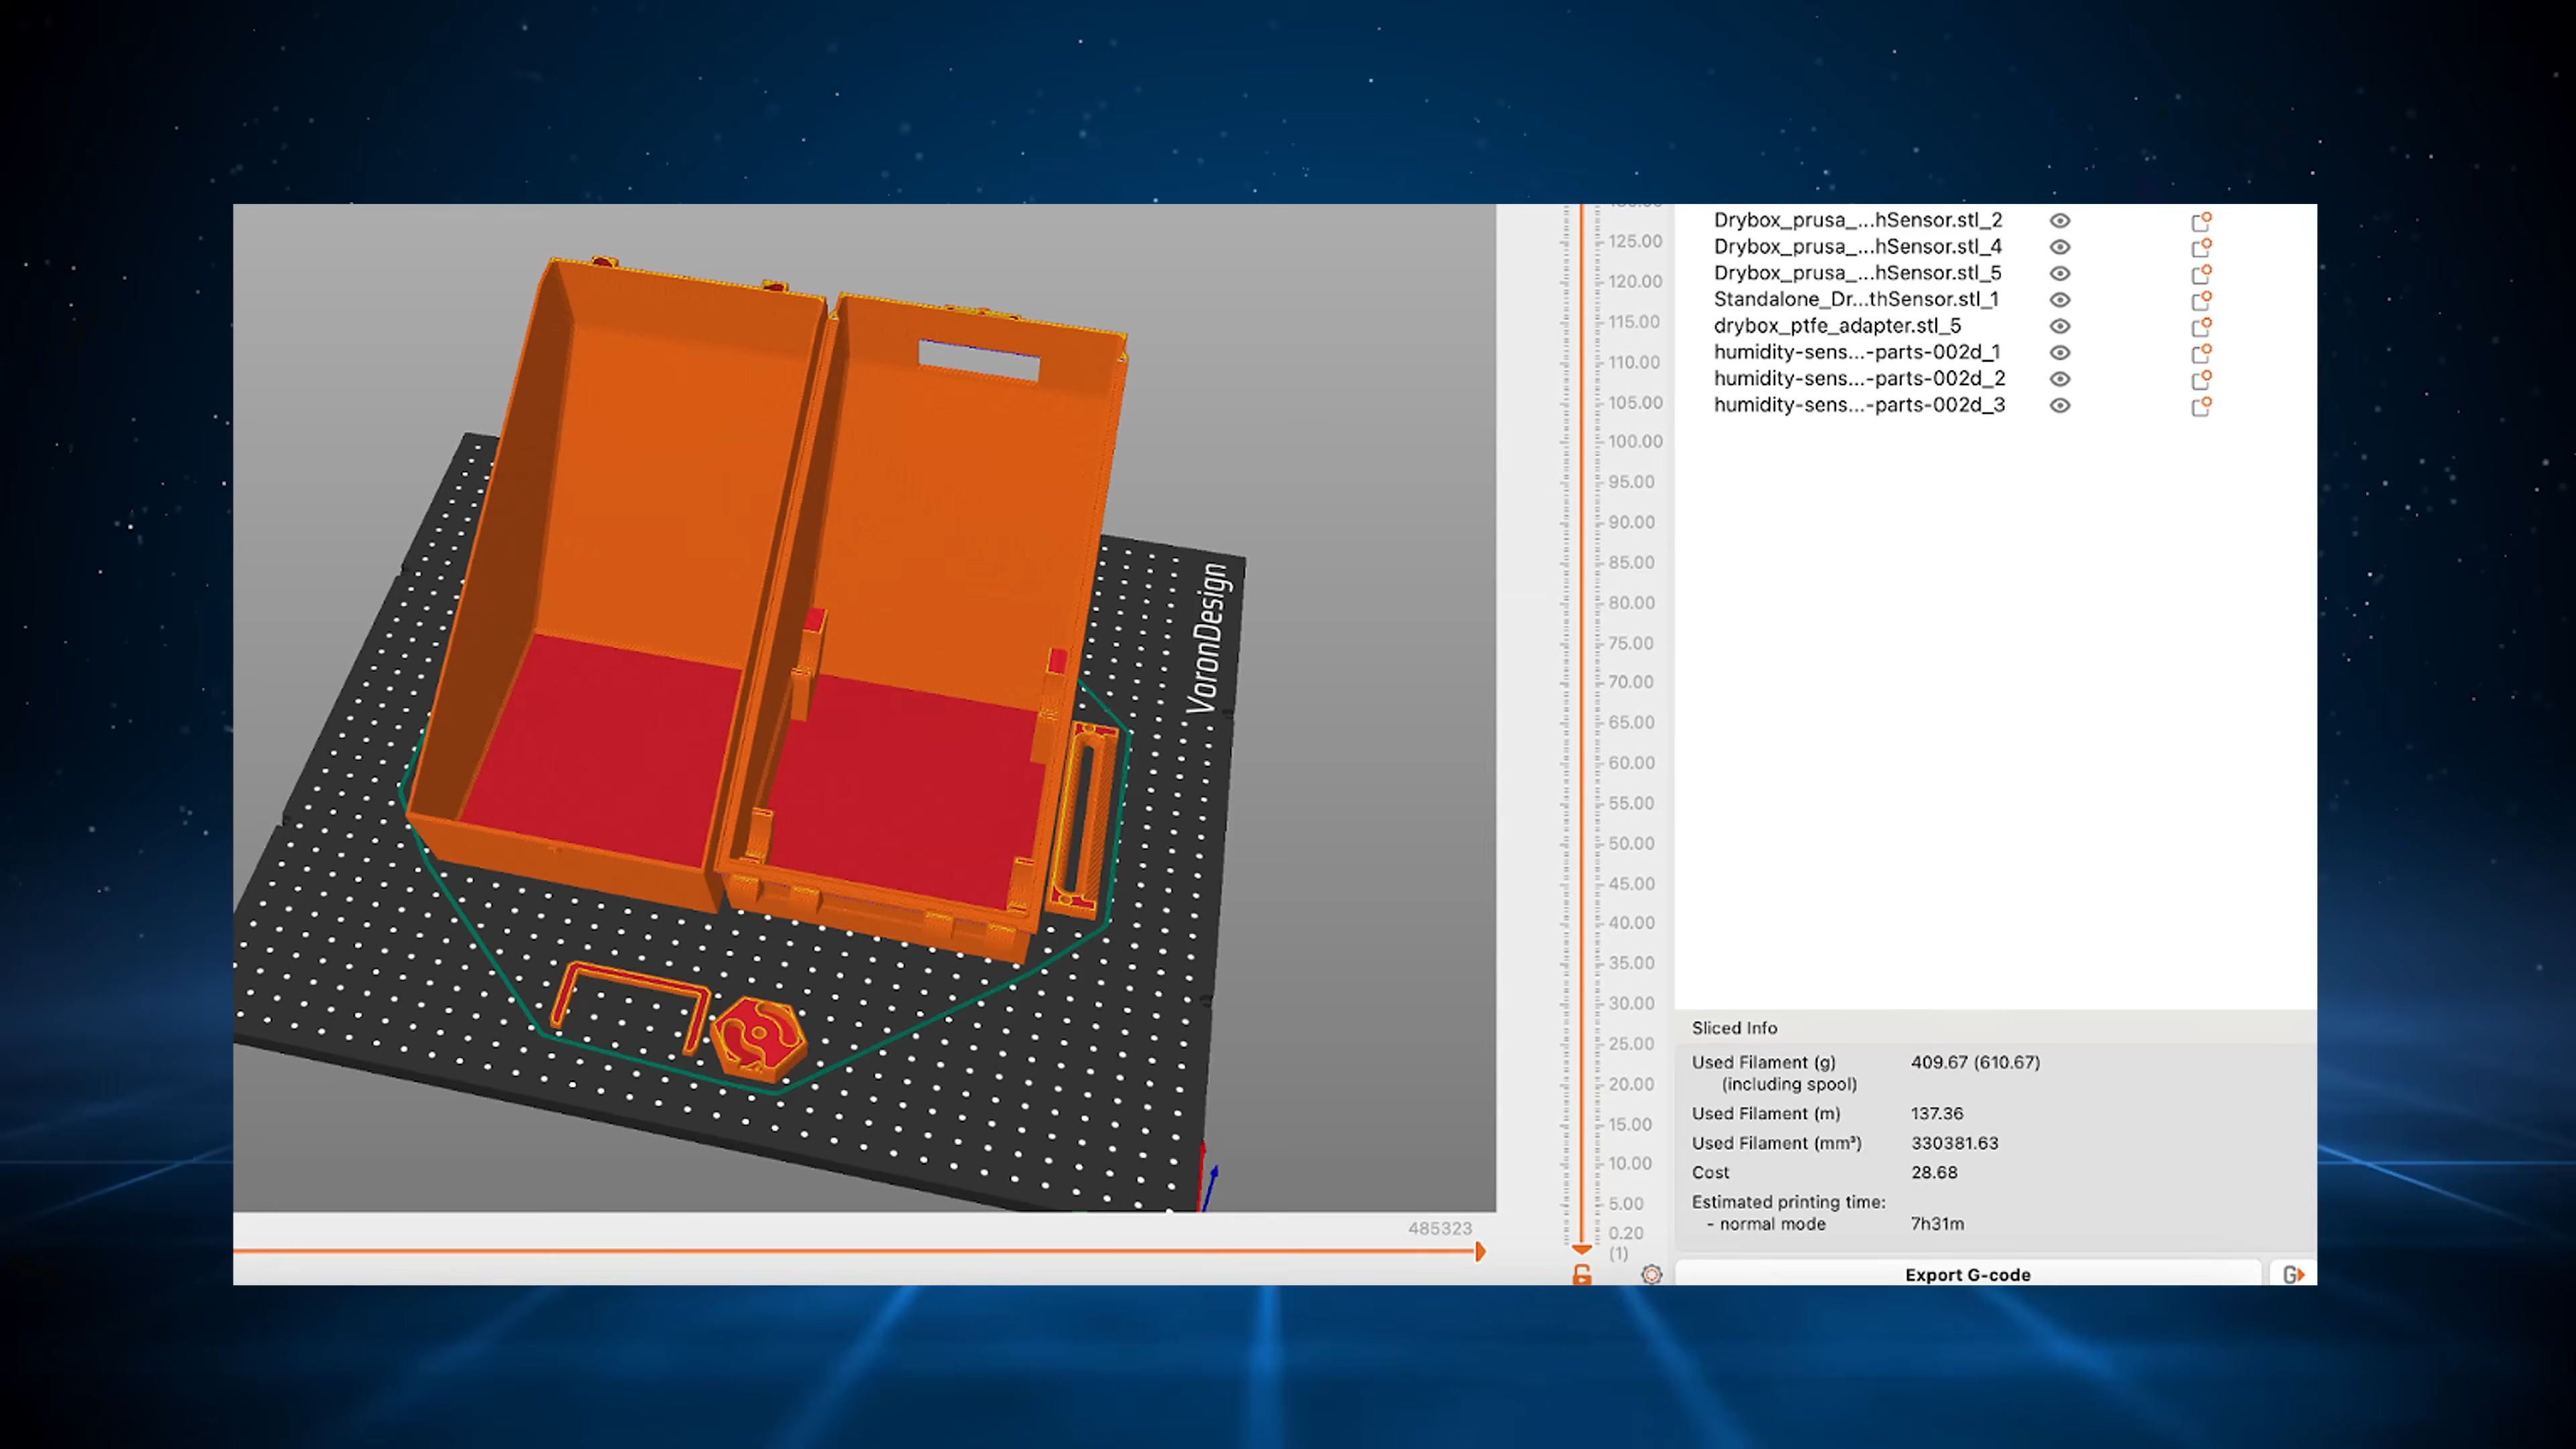 Drybox_prusa_...hSensor.stl_2
Drybox_prusa_...hSensor.stl_4
Drybox_prusa_...hSensor.stl_5
Standalone_Dr...thSensor.stl_1
drybox_ptfe_adapter.stl_5
humidity-sens...-parts-002d_1
humidity-sens...-parts-002d_2
humidity-sens...-parts-002d_3
125.00
120.00
115.00
110.00
105.00
100.00
95.00
90.00
85.00
80.00
75.00
70.00
65.00
60.00
55.00
50.00
45.00
40.00
35.00
30.00
25.00
20.00
15.00
10.00
5.00
0.20
(1)
VoronDesign
485323
Sliced Info
Used Filament (g) 409.67 (610.67)
(including spool)
Used Filament (m) 137.36
Used Filament (mm³) 330381.63
Cost 28.68
Estimated printing time:
- normal mode 7h31m
Export G-code
G